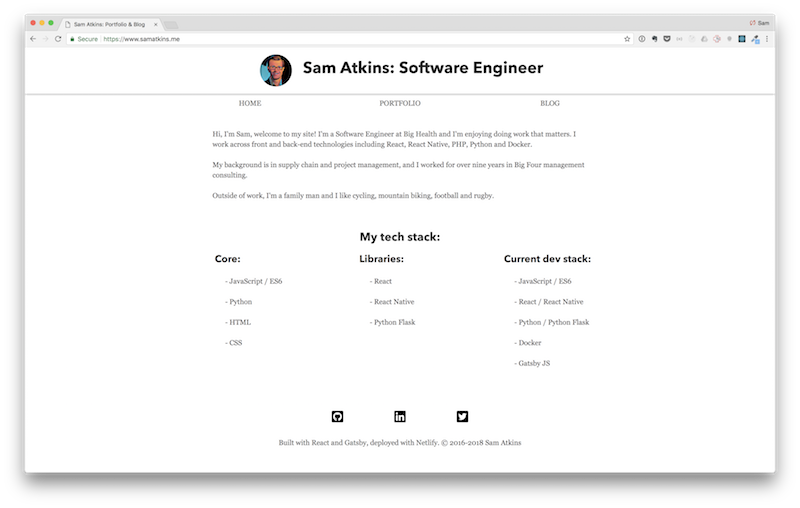 Sam Atkins: Portfolio & Blog
Sam
Secure https://www.samatkins.me
Sam Atkins: Software Engineer
HOME PORTFOLIO BLOG
Hi, I'm Sam, welcome to my site! I'm a Software Engineer at Big Health and I'm enjoying doing work that matters. I
work across front and back-end technologies including React, React Native, PHP, Python and Docker.
My background is in supply chain and project management, and I worked for over nine years in Big Four management
consulting.
Outside of work, I'm a family man and I like cycling, mountain biking, football and rugby.
My tech stack:
Core:
- JavaScript / ES6
- Python
- HTML
- CSS
Libraries:
- React
- React Native
- Python Flask
Current dev stack:
- JavaScript / ES6
- React / React Native
- Python / Python Flask
- Docker
- Gatsby JS
Built with React and Gatsby, deployed with Netlify. © 2016-2018 Sam Atkins